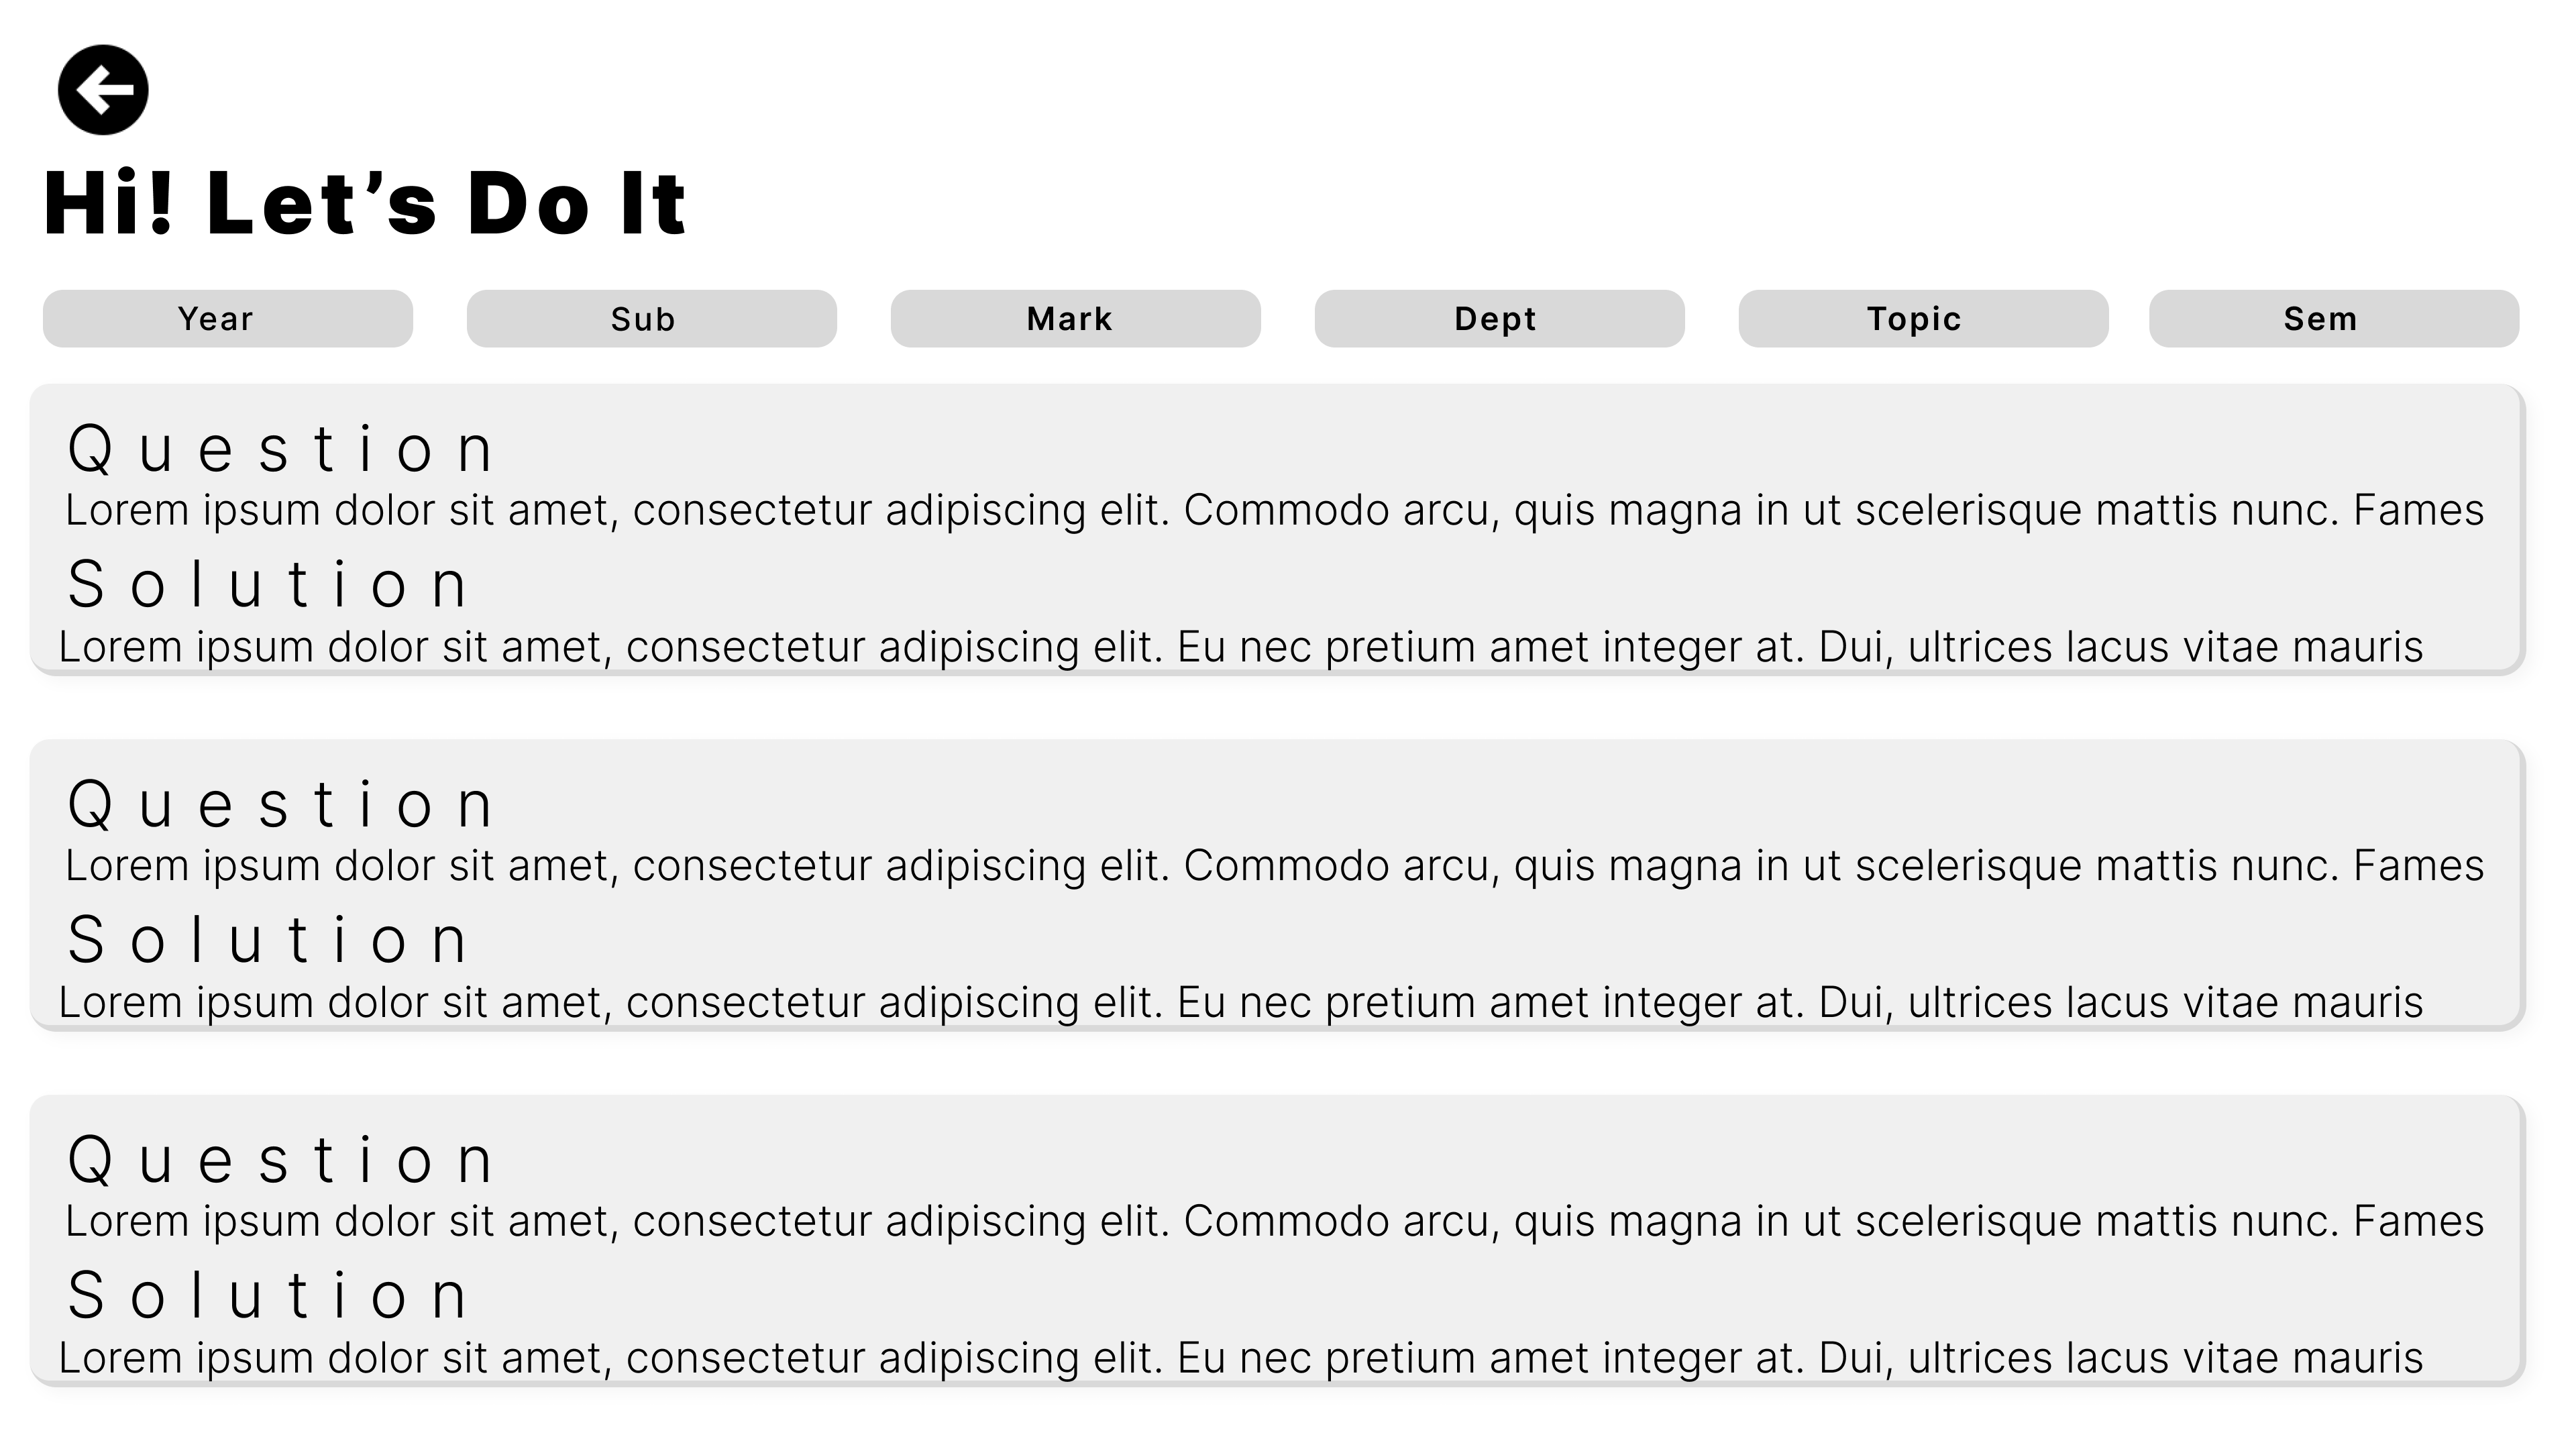 Hi! Let’s Do It
Year Sub Mark Dept Topic Sem
Question
Lorem ipsum dolor sit amet, consectetur adipiscing elit. Commodo arcu, quis magna in ut scelerisque mattis nunc. Fames
Solution
Lorem ipsum dolor sit amet, consectetur adipiscing elit. Eu nec pretium amet integer at. Dui, ultrices lacus vitae mauris
Question
Lorem ipsum dolor sit amet, consectetur adipiscing elit. Commodo arcu, quis magna in ut scelerisque mattis nunc. Fames
Solution
Lorem ipsum dolor sit amet, consectetur adipiscing elit. Eu nec pretium amet integer at. Dui, ultrices lacus vitae mauris
Question
Lorem ipsum dolor sit amet, consectetur adipiscing elit. Commodo arcu, quis magna in ut scelerisque mattis nunc. Fames
Solution
Lorem ipsum dolor sit amet, consectetur adipiscing elit. Eu nec pretium amet integer at. Dui, ultrices lacus vitae mauris